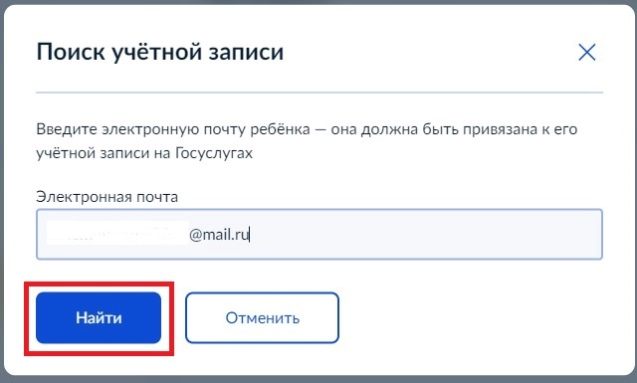 Поиск учётной записи
Введите электронную почту ребёнка — она должна быть привязана к его
учётной записи на Госуслугах
Электронная почта
@mail.ru
Найти
Отменить